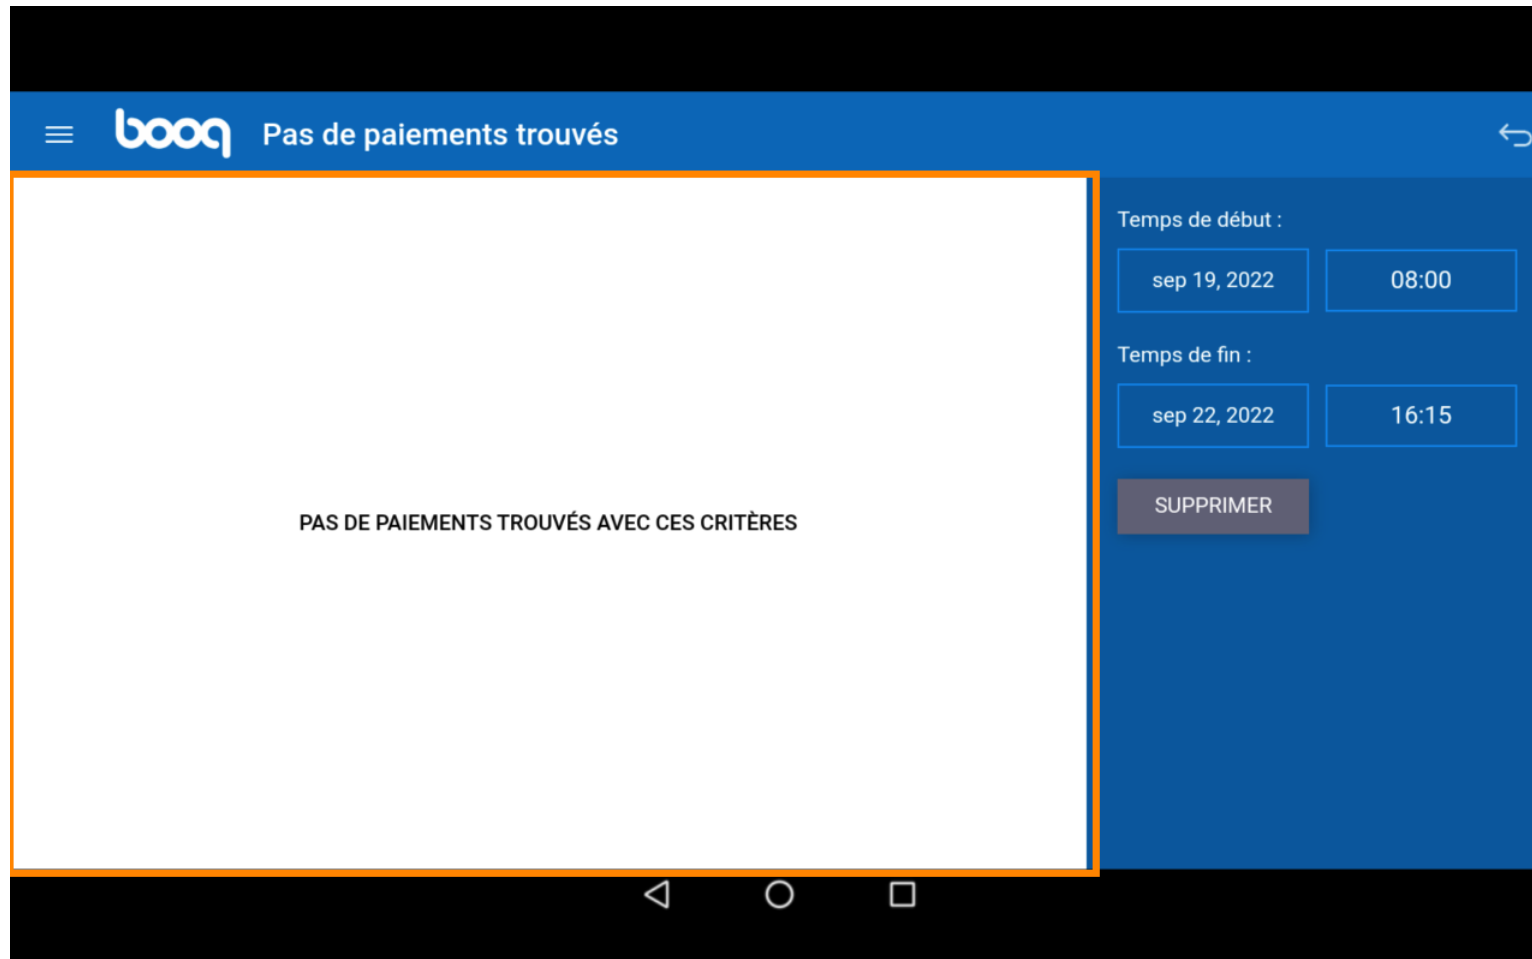 booq Pas de paiements trouvés
Temps de début :
sep 19, 2022 08:00
Temps de fin :
sep 22, 2022 16:15
SUPPRIMER
PAS DE PAIEMENTS TROUVÉS AVEC CES CRITÈRES